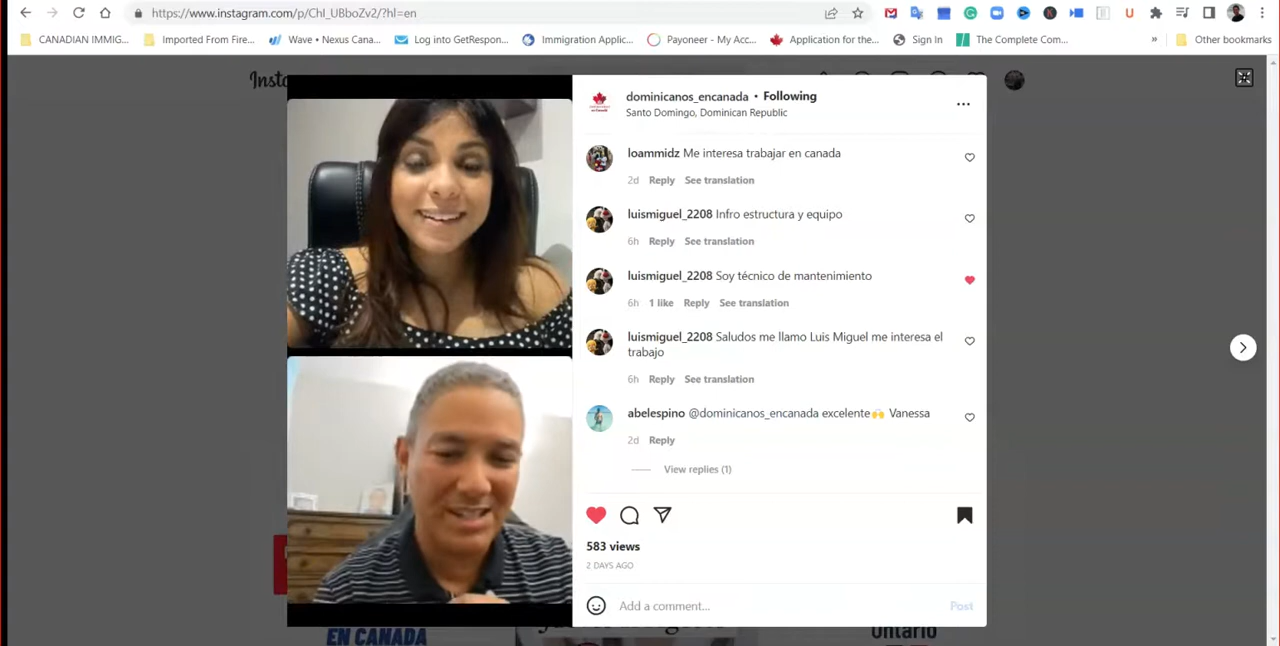 https://www.instagram.com/p/ChI_UBboZv2/?hl=en
CANADIAN IMMIG...
Imported From Fire...
Wave • Nexus Cana...
Log into GetRespon...
Immigration Applic...
Payoneer - My Acc...
Application for the...
Sign In
The Complete Com...
»
Other bookmarks
Insta
dominicanos_encanada • Following
Santo Domingo, Dominican Republic
loammidz Me interesa trabajar en canada
2d Reply See translation
luismiguel_2208 Infro estructura y equipo
6h Reply See translation
luismiguel_2208 Soy técnico de mantenimiento
6h 1 like Reply See translation
luismiguel_2208 Saludos me llamo Luis Miguel me interesa el
trabajo
6h Reply See translation
abelespino @dominicanos_encanada excelente🙌 Vanessa
2d Reply
View replies (1)
583 views
2 DAYS AGO
Add a comment...
Post
EN CANADA
Ontario